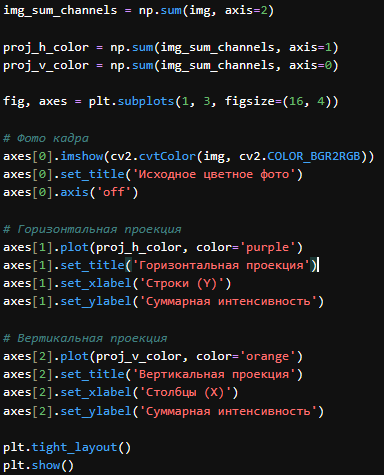 img_sum_channels = np.sum(img, axis=2)
proj_h_color = np.sum(img_sum_channels, axis=1)
proj_v_color = np.sum(img_sum_channels, axis=0)
fig, axes = plt.subplots(1, 3, figsize=(16, 4))
# Фото кадра
axes[0].imshow(cv2.cvtColor(img, cv2.COLOR_BGR2RGB))
axes[0].set_title('Исходное цветное фото')
axes[0].axis('off')
# Горизонтальная проекция
axes[1].plot(proj_h_color, color='purple')
axes[1].set_title('Горизонтальная проекция')
axes[1].set_xlabel('Строки (Y)')
axes[1].set_ylabel('Суммарная интенсивность')
# Вертикальная проекция
axes[2].plot(proj_v_color, color='orange')
axes[2].set_title('Вертикальная проекция')
axes[2].set_xlabel('Столбцы (X)')
axes[2].set_ylabel('Суммарная интенсивность')
plt.tight_layout()
plt.show()